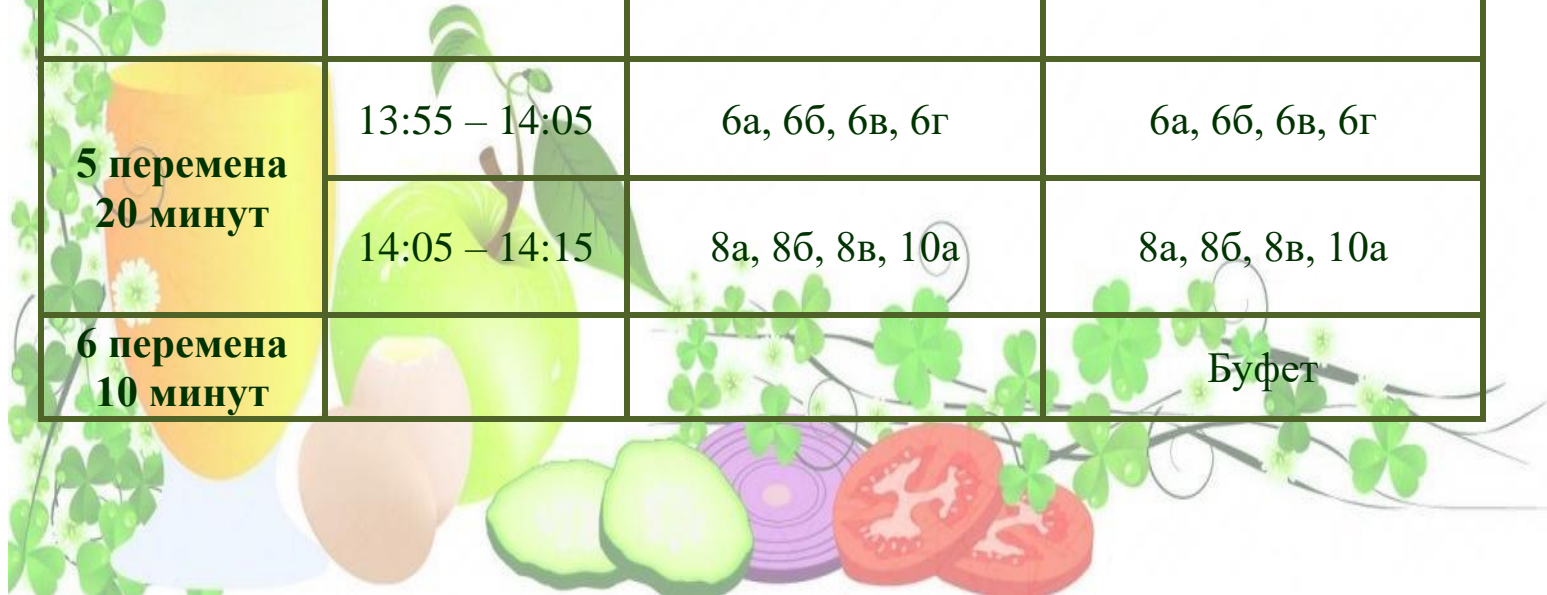 5 перемена
20 минут
13:55 – 14:05
6а, 6б, 6в, 6г
6а, 6б, 6в, 6г
14:05 – 14:15
8а, 8б, 8в, 10а
8а, 8б, 8в, 10а
6 перемена
10 минут
Буфет